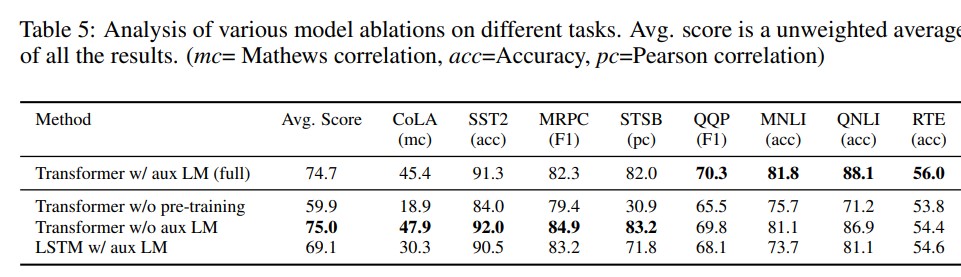 Table 5: Analysis of various model ablations on different tasks. Avg. score is a unweighted average
of all the results. (mc= Mathews correlation, acc=Accuracy, pc=Pearson correlation)
Method Avg. Score CoLA SST2 MRPC STSB QQP MNLI QNLI RTE
(mc) (acc) (F1) (pc) (F1) (acc) (acc) (acc)
Transformer w/ aux LM (full) 74.7 45.4 91.3 82.3 82.0 70.3 81.8 88.1 56.0
Transformer w/o pre-training 59.9 18.9 84.0 79.4 30.9 65.5 75.7 71.2 53.8
Transformer w/o aux LM 75.0 47.9 92.0 84.9 83.2 69.8 81.1 86.9 54.4
LSTM w/ aux LM 69.1 30.3 90.5 83.2 71.8 68.1 73.7 81.1 54.6